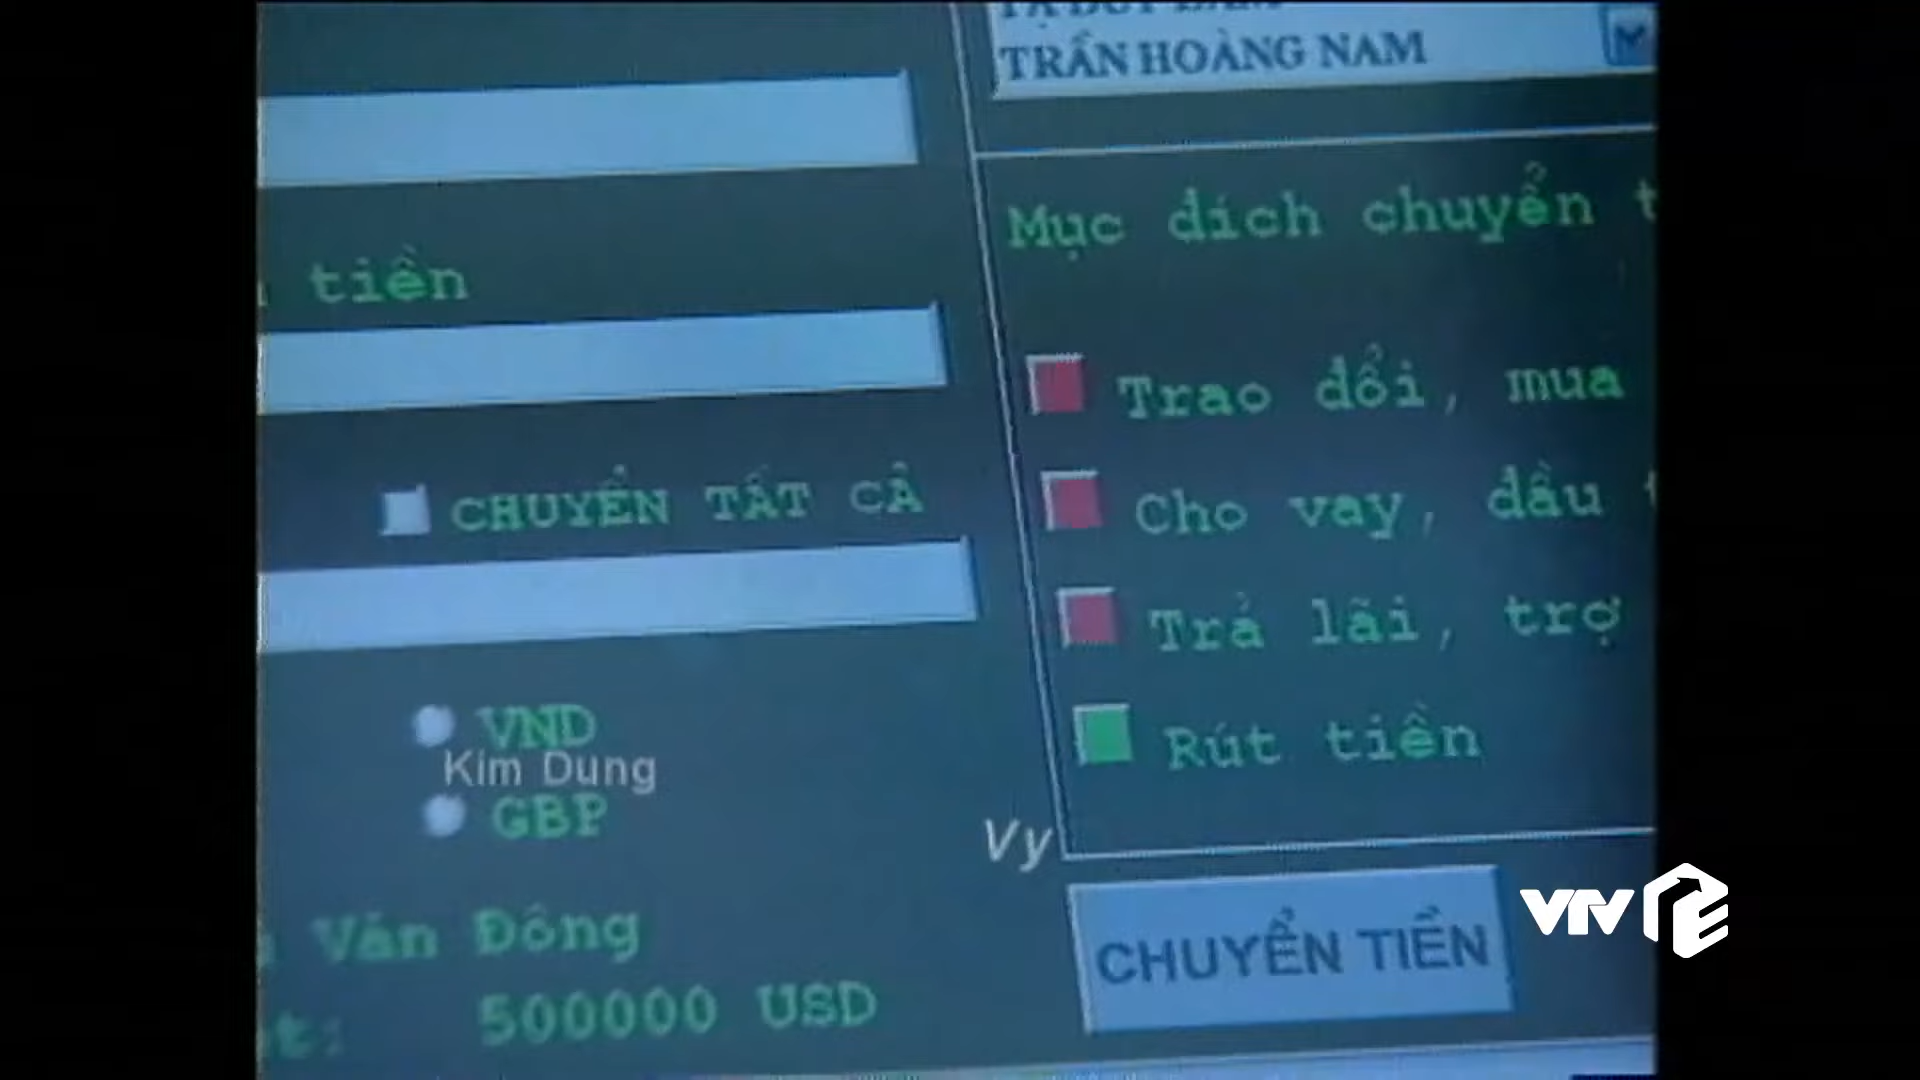 TRẦN HOÀNG NAM
tiền
CHUYỂN TẤT CẢ
VND
Kim Dung
GBP
Văn Đông
500000 USD
Mục đích chuyển
Trao đổi, mua
Cho vay, đầu
Trả lãi, trợ
Rút tiền
Vy
CHUYỂN TIỀN
VTV